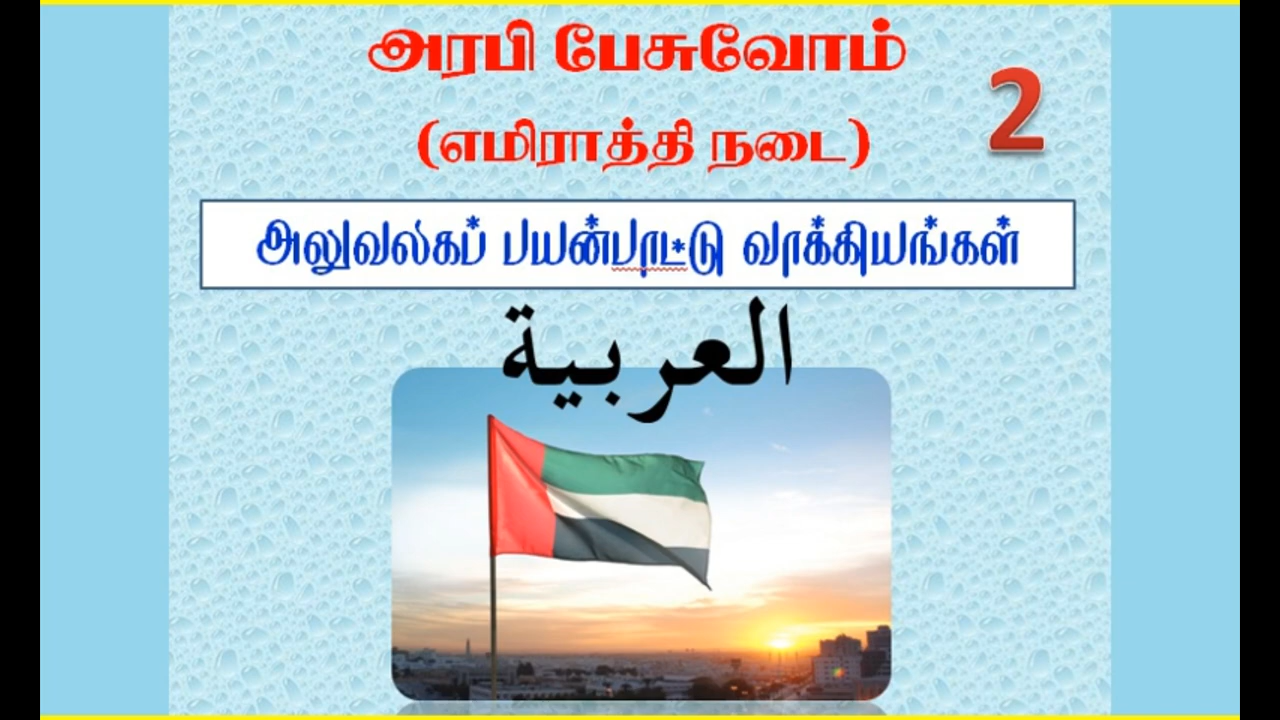 அரபி பேசுவோம்
2
(எமிராத்தி நடை)
அலுவலகப் பயன்பாட்டு வாக்கியங்கள்
العربية